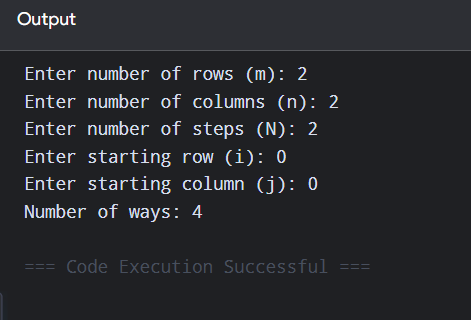 Output
Enter number of rows (m): 2
Enter number of columns (n): 2
Enter number of steps (N): 2
Enter starting row (i): 0
Enter starting column (j): 0
Number of ways: 4
=== Code Execution Successful ===